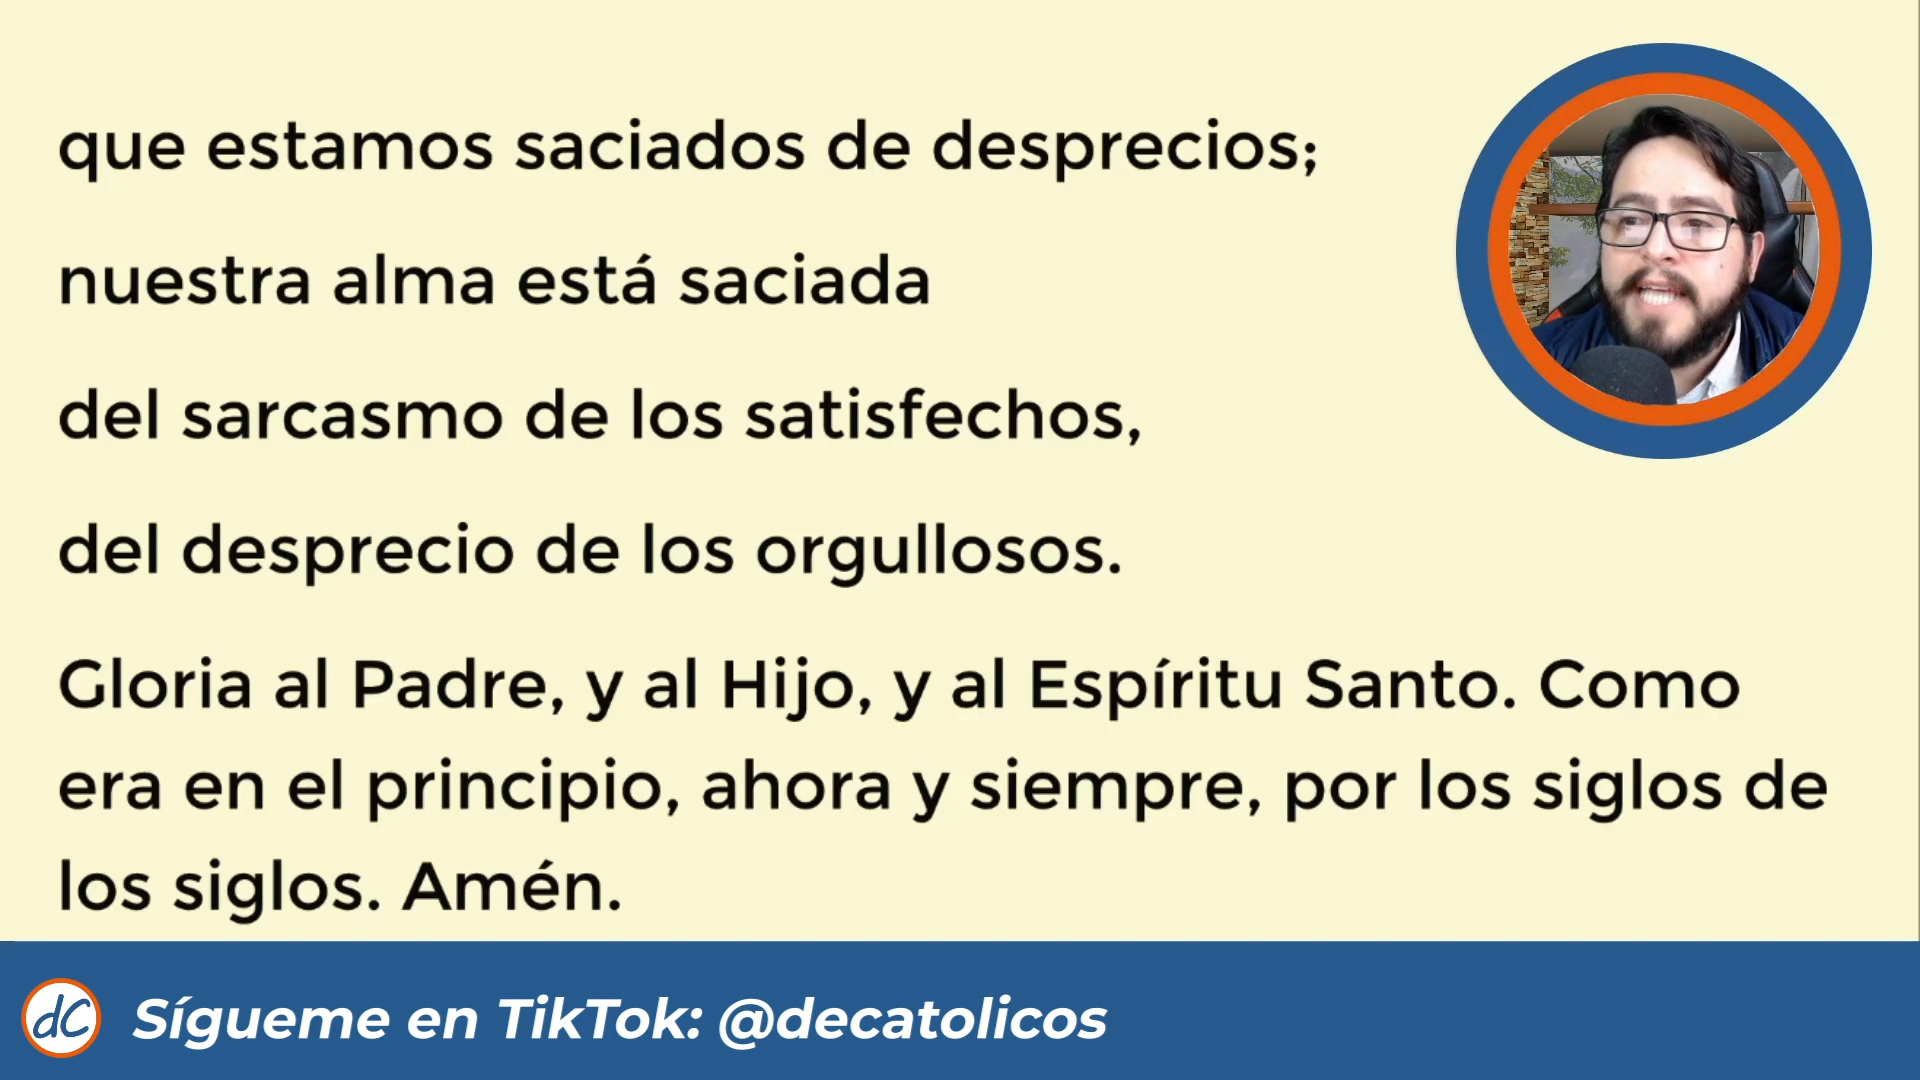 que estamos saciados de desprecios;
nuestra alma está saciada
del sarcasmo de los satisfechos,
del desprecio de los orgullosos.
Gloria al Padre, y al Hijo, y al Espíritu Santo. Como
era en el principio, ahora y siempre, por los siglos de
los siglos. Amén.
dC Sígueme en TikTok: @decatolicos